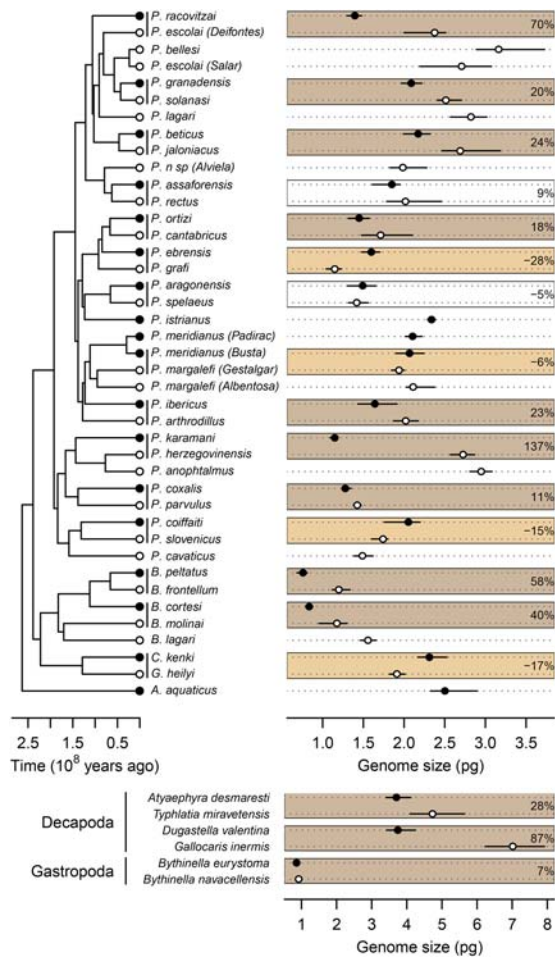 P. racovitzai
P. escolai (Deifontes) 70%
P. bellesi
P. escolai (Salar)
P. granadensis
P. solanasi 20%
P. lagari
P. beticus
P. jaloniacus 24%
P. n sp (Alviela)
P. assaforensis
P. rectus 9%
P. ortizi
P. cantabricus 18%
P. ebrensis
P. grafi −28%
P. aragonensis
P. spelaeus −5%
P. istrianus
P. meridianus (Padirac)
P. meridianus (Busta)
P. margalefi (Gestalgar) −6%
P. margalefi (Albentosa)
P. ibericus
P. arthrodillus 23%
P. karamani
P. herzegovinensis 137%
P. anophtalmus
P. coxalis
P. parvulus 11%
P. coiffaiti
P. slovenicus −15%
P. cavaticus
B. peltatus
B. frontellum 58%
B. cortesi
B. molinai 40%
B. lagari
C. kenki
G. heilyi −17%
A. aquaticus
2.5 1.5 0.5 1.0 1.5 2.0 2.5 3.0 3.5
Time (10⁸ years ago) Genome size (pg)
Atyaephyra desmaresti
Decapoda Typhlatia miravetensis 28%
Dugastella valentina
Gallocaris inermis 87%
Gastropoda Bythinella eurystoma
Bythinella navacellensis 7%
1 2 3 4 5 6 7 8
Genome size (pg)